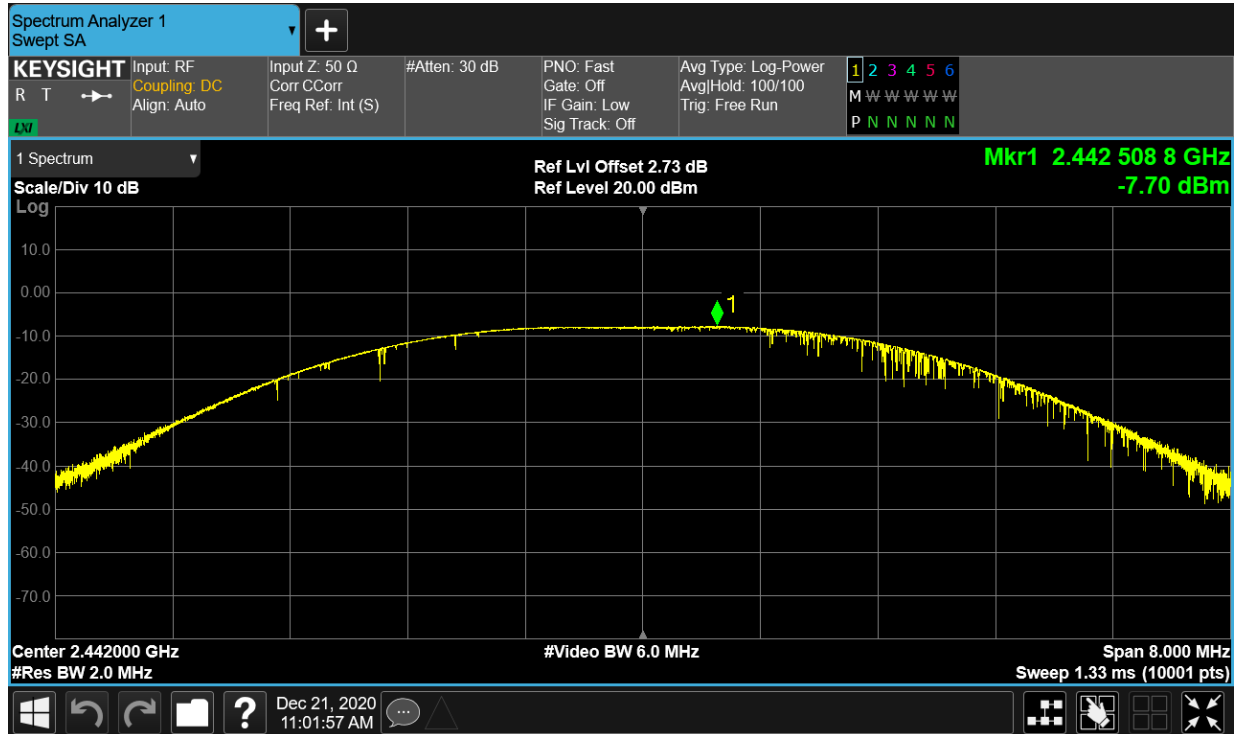 Spectrum Analyzer 1
Swept SA
+
KEYSIGHT
R T
LXI
Input: RF
Coupling: DC
Align: Auto
Input Z: 50 Ω
Corr CCorr
Freq Ref: Int (S)
#Atten: 30 dB
PNO: Fast
Gate: Off
IF Gain: Low
Sig Track: Off
Avg Type: Log-Power
Avg|Hold: 100/100
Trig: Free Run
1 2 3 4 5 6
M W W W W W
P N N N N N
1 Spectrum
Scale/Div 10 dB
Log
Ref Lvl Offset 2.73 dB
Ref Level 20.00 dBm
Mkr1 2.442 508 8 GHz
-7.70 dBm
10.0
0.00
1
-10.0
-20.0
-30.0
-40.0
-50.0
-60.0
-70.0
Center 2.442000 GHz
#Res BW 2.0 MHz
#Video BW 6.0 MHz
Span 8.000 MHz
Sweep 1.33 ms (10001 pts)
?
Dec 21, 2020
11:01:57 AM